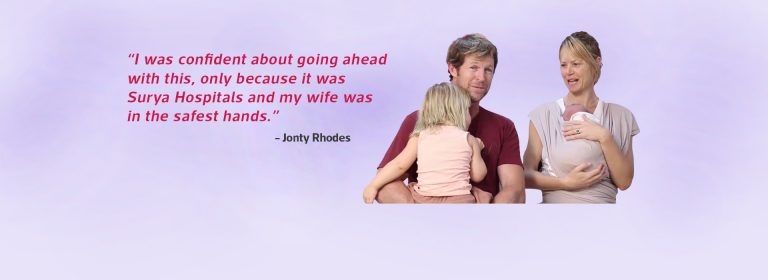 “I was confident about going ahead
with this, only because it was
Surya Hospitals and my wife was
in the safest hands.”
– Jonty Rhodes